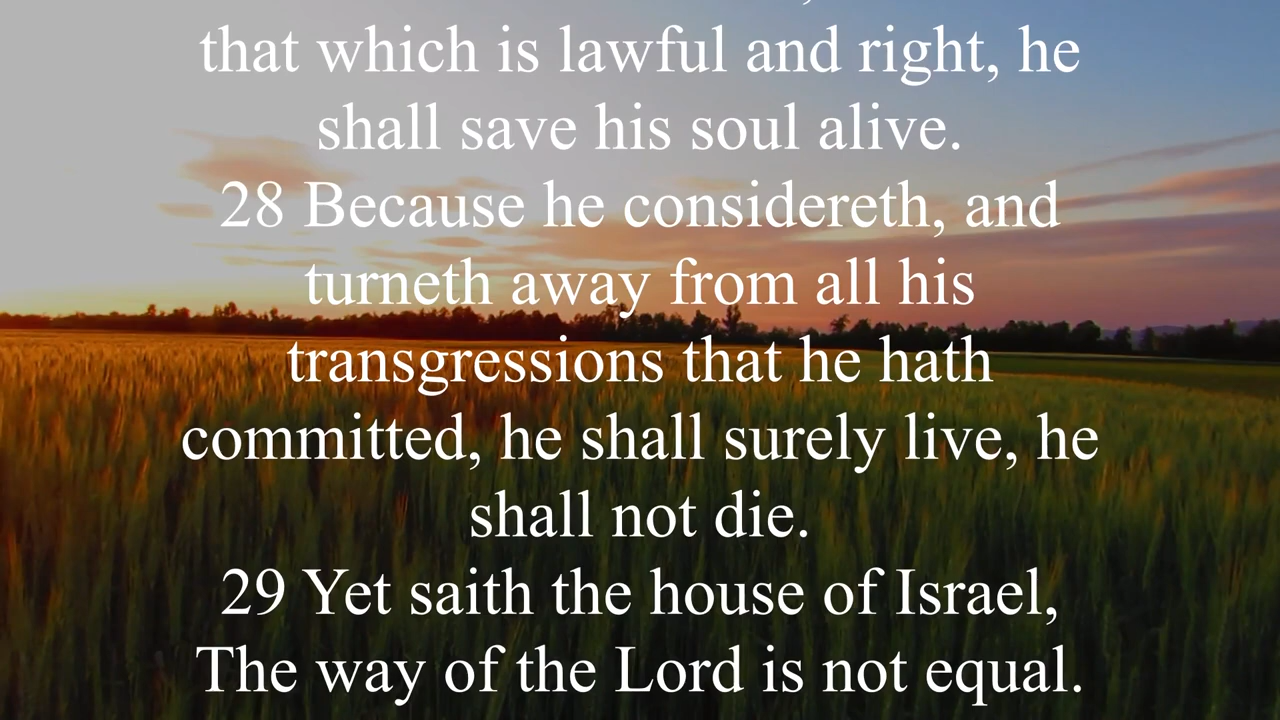 that which is lawful and right, he
shall save his soul alive.
28 Because he considereth, and
turneth away from all his
transgressions that he hath
committed, he shall surely live, he
shall not die.
29 Yet saith the house of Israel,
The way of the Lord is not equal.